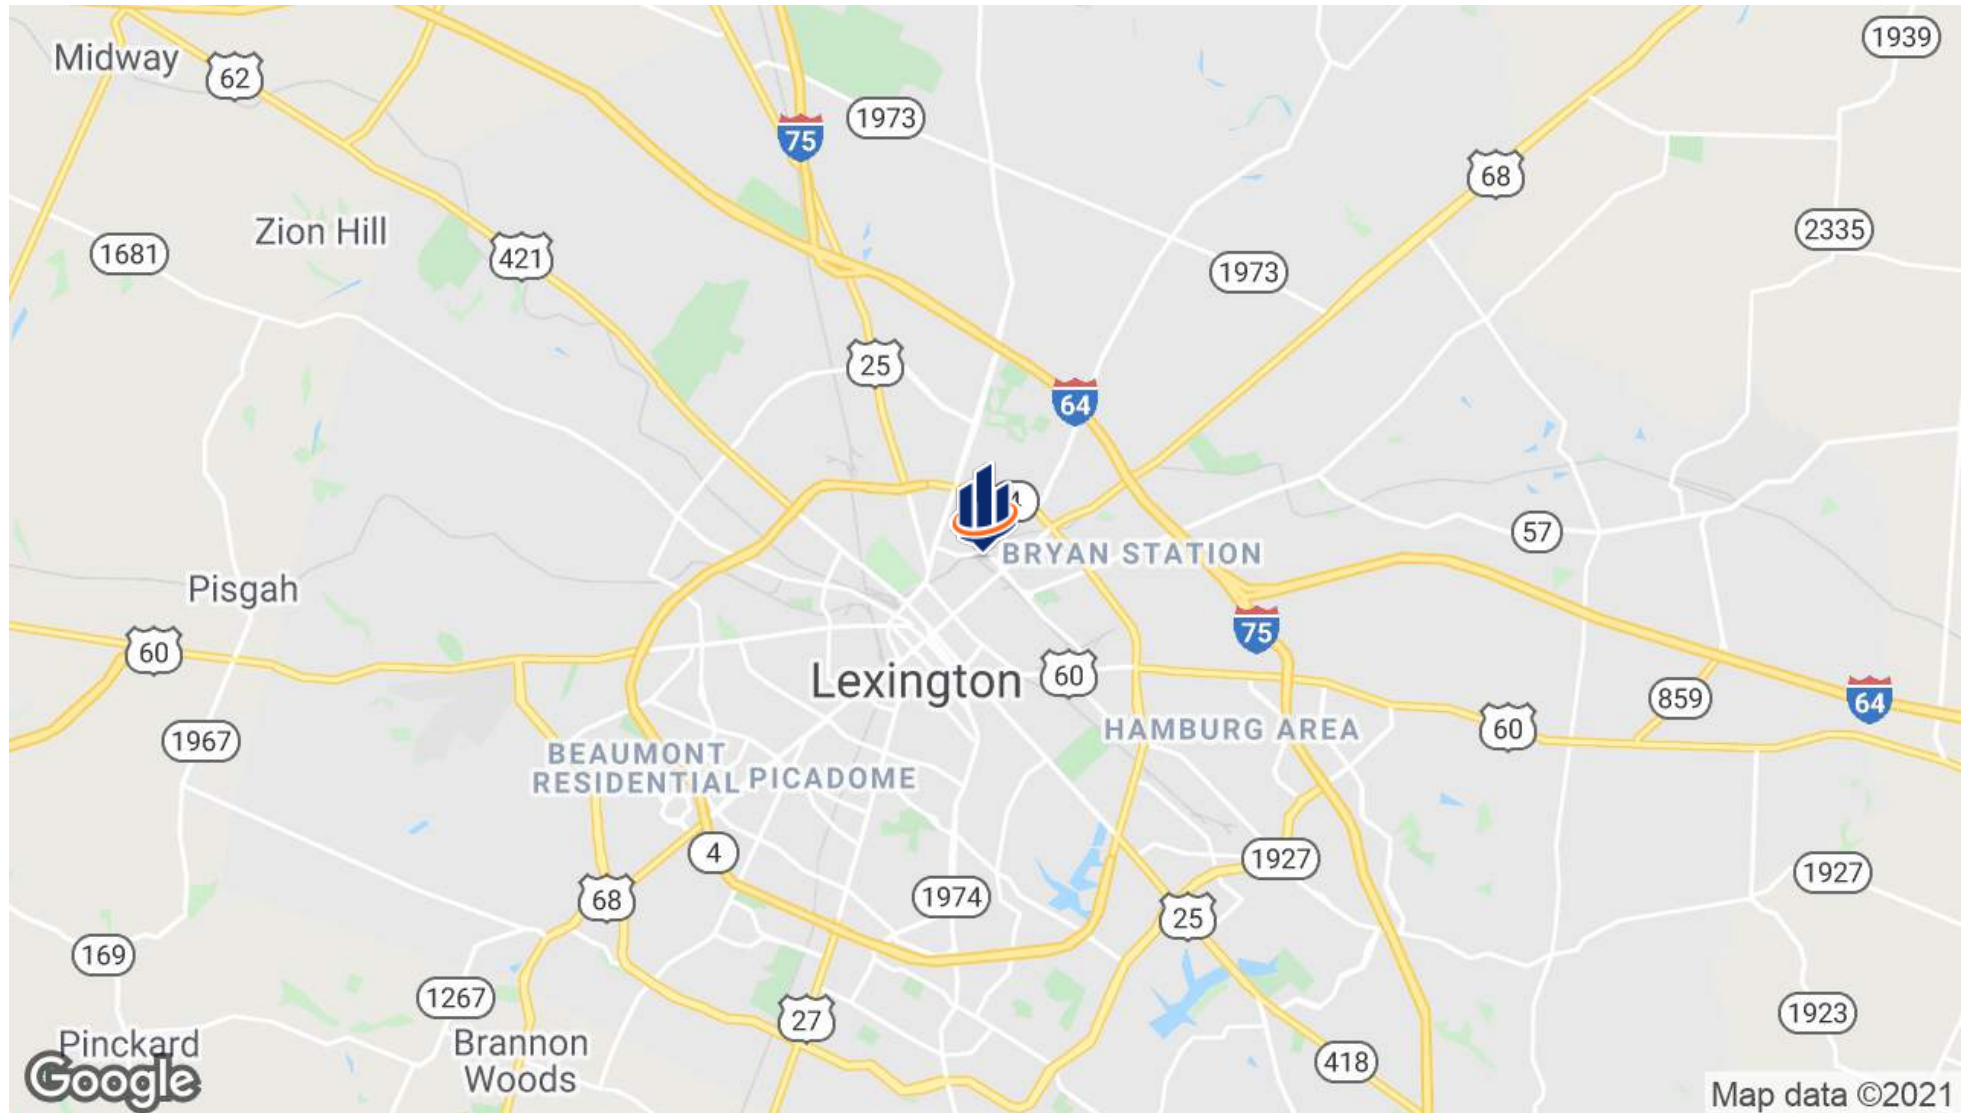 1939
Midway
62
1973
75
68
Zion Hill
2335
1681
421
1973
25
64
4
57
BRYAN STATION
Pisgah
75
60
Lexington
60
859
64
60
HAMBURG AREA
1967
BEAUMONT
RESIDENTIAL
PICADOME
4
1927
1927
68
1974
25
169
1267
27
1923
Pinckard
Brannon
Woods
418
Google
Map data ©2021